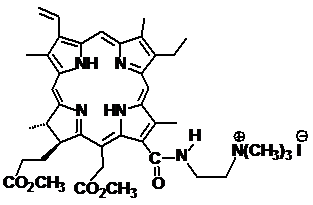 NH N
N HN
H
N
⊕
N(CH₃)₃ I⊖
C
O
CO₂CH₃
CO₂CH₃